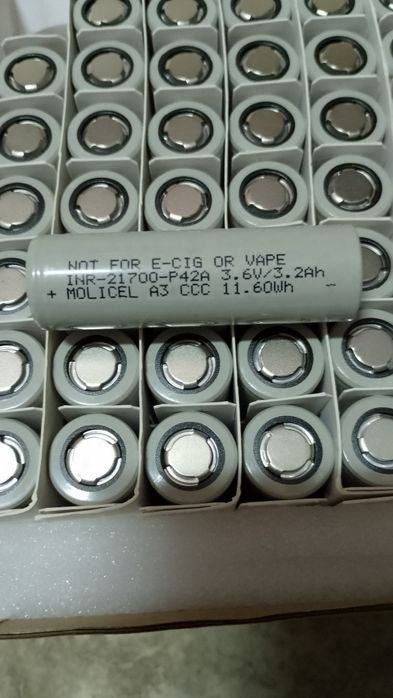 NOT FOR E-CIG OR VAPE
INR-21700-P42A 3.6V/3.2Ah
+ MOLICEL A3 CCC 11.60Wh -